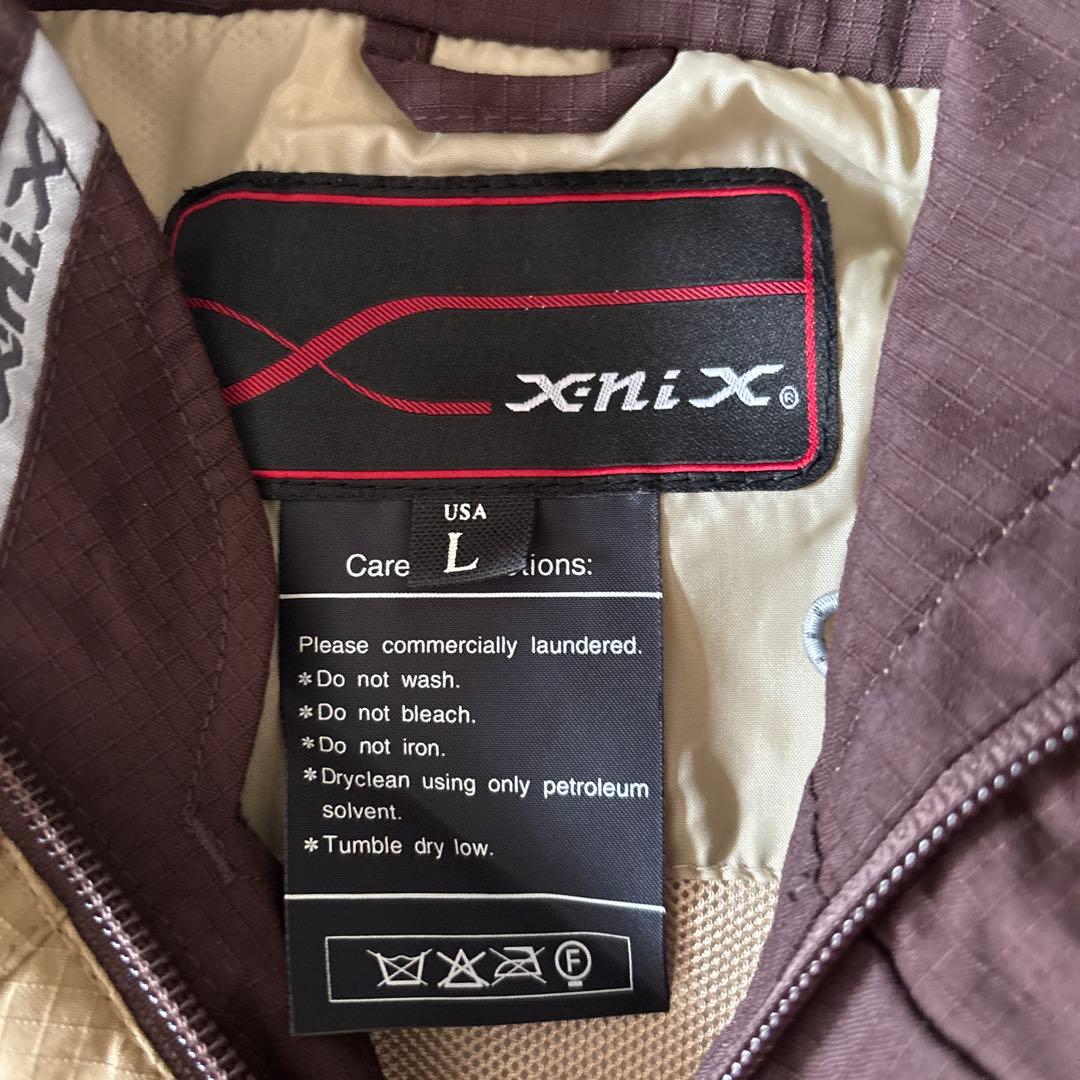 X-niX
X-niX®
USA
L
Care tions:
Please commercially laundered.
*Do not wash.
*Do not bleach.
*Do not iron.
*Dryclean using only petroleum
solvent.
*Tumble dry low.
F